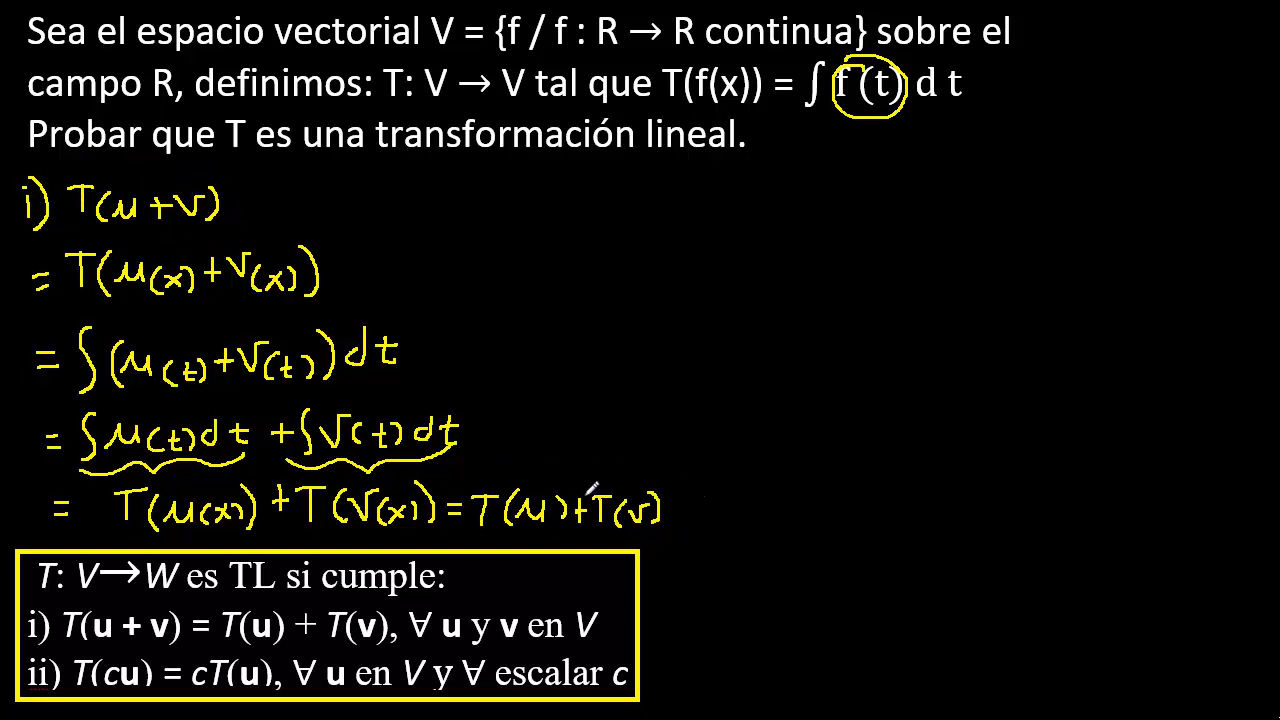 Sea el espacio vectorial V = {f / f : R → R continua} sobre el
campo R, definimos: T: V → V tal que T(f(x)) = ∫ f (t) d t
Probar que T es una transformación lineal.
i) T(u+v)
= T(u(x)+v(x))
= ∫(u(t)+v(t))dt
= ∫u(t)dt +∫v(t)dt
= T(u(x))+T(v(x))=T(u)+T(v)
T: V→W es TL si cumple:
i) T(u + v) = T(u) + T(v), ∀ u y v en V
ii) T(cu) = cT(u), ∀ u en V y ∀ escalar c